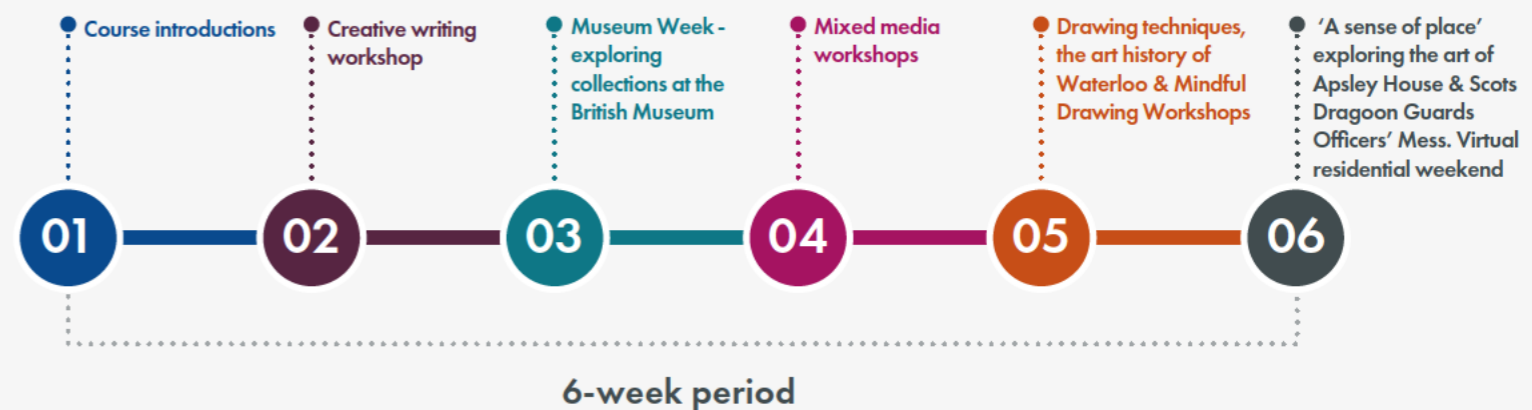 Course introductions
Creative writing
workshop
Museum Week -
exploring
collections at the
British Museum
Mixed media
workshops
Drawing techniques,
the art history of
Waterloo & Mindful
Drawing Workshops
‘A sense of place’
exploring the art of
Apsley House & Scots
Dragoon Guards
Officers’ Mess. Virtual
residential weekend
01
02
03
04
05
06
6-week period